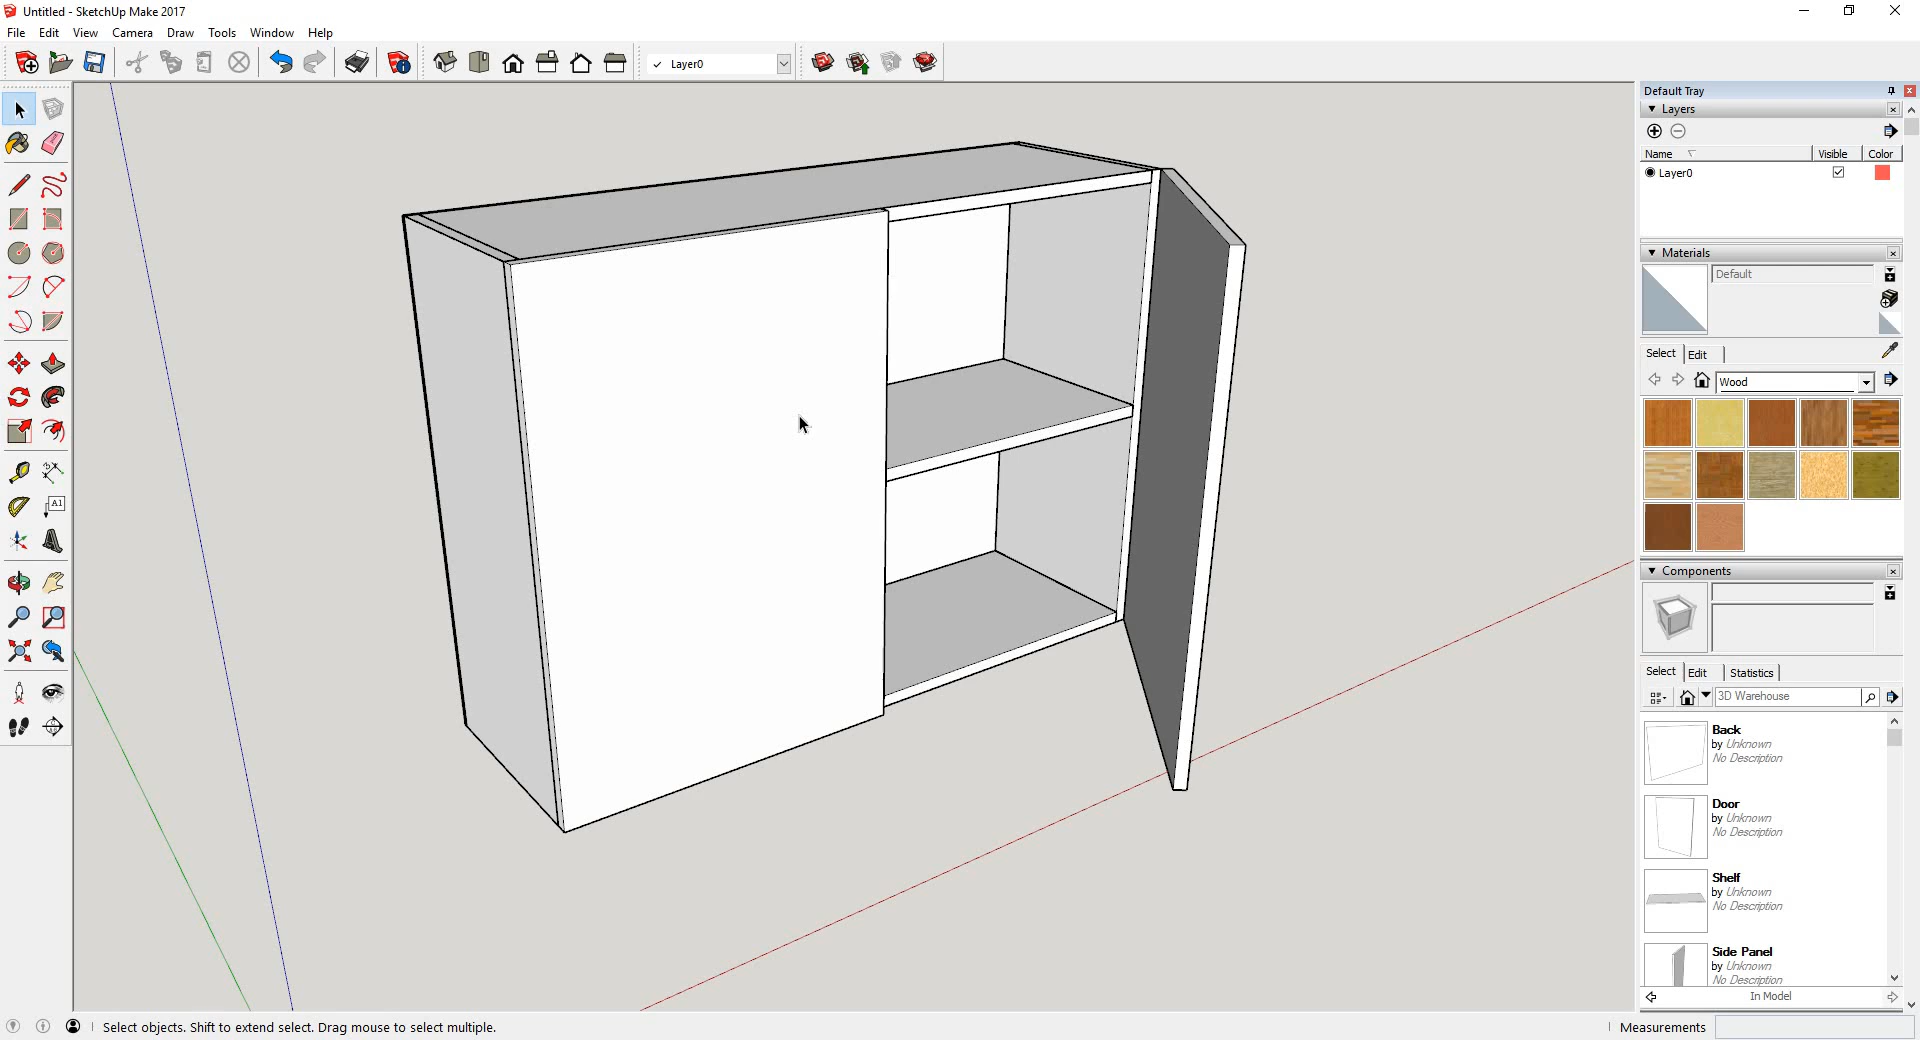 Untitled - SketchUp Make 2017
File Edit View Camera Draw Tools Window Help
Layer0
Default Tray
Layers
Name Visible Color
Layer0
Materials
Default
Select Edit
Wood
Components
Select Edit Statistics
3D Warehouse
Back
by Unknown
No Description
Door
by Unknown
No Description
Shelf
by Unknown
No Description
Side Panel
by Unknown
No Description
In Model
A1
Select objects. Shift to extend select. Drag mouse to select multiple.
Measurements